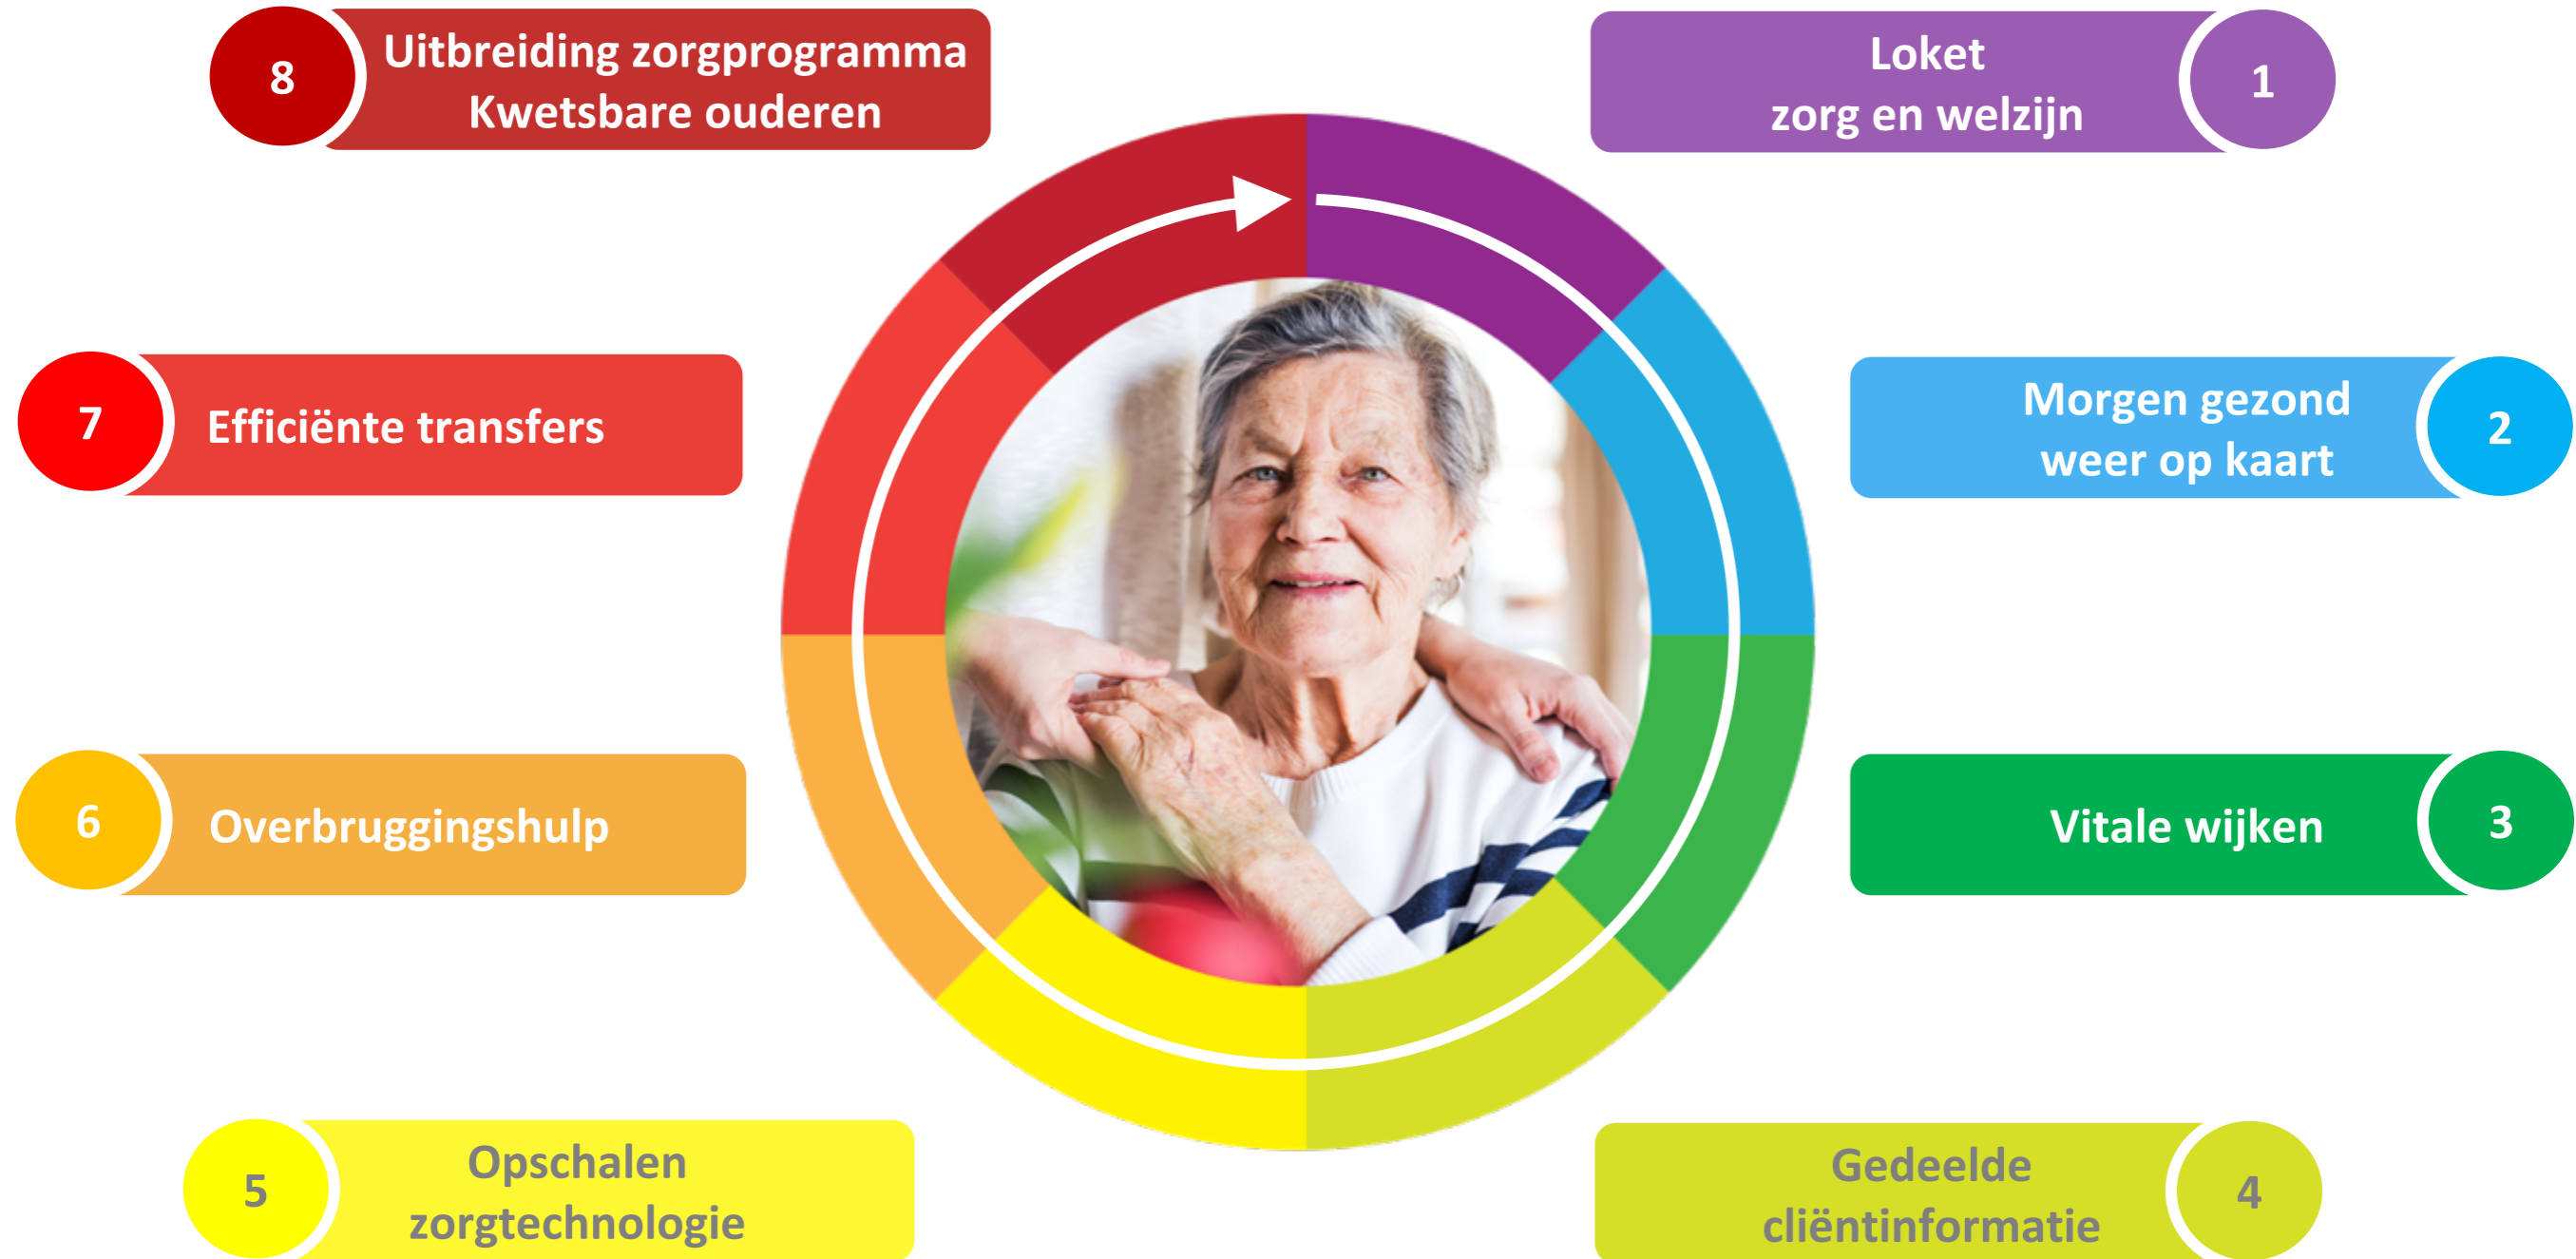 1
Loket
zorg en welzijn
2
Morgen gezond
weer op kaart
3
Vitale wijken
4
Gedeelde
cliëntinformatie
5
Opschalen
zorgtechnologie
6
Overbruggingshulp
7
Efficiënte transfers
8
Uitbreiding zorgprogramma
Kwetsbare ouderen